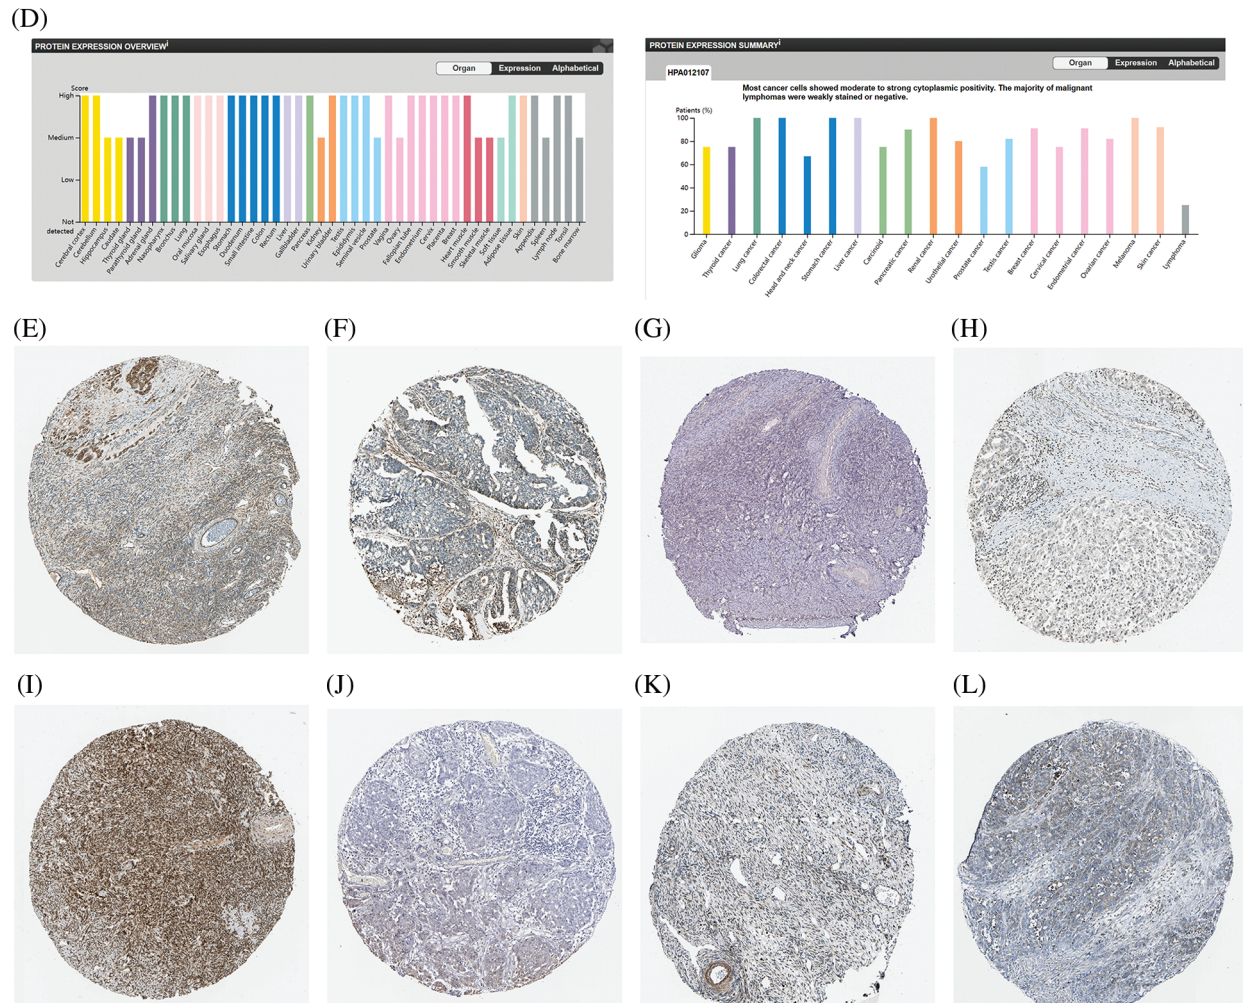 (D)
PROTEIN EXPRESSION OVERVIEWⁱ
Organ Expression Alphabetical
Score
High
Medium
Low
Not
detected
Cerebral cortex
Cerebellum
Hippocampus
Caudate
Thyroid gland
Parathyroid gland
Adrenal gland
Nasopharynx
Bronchus
Lung
Oral mucosa
Salivary gland
Esophagus
Stomach
Duodenum
Small intestine
Colon
Rectum
Liver
Gallbladder
Pancreas
Kidney
Urinary bladder
Testis
Epididymis
Seminal vesicle
Prostate
Vagina
Ovary
Fallopian tube
Endometrium
Cervix
Placenta
Breast
Heart muscle
Smooth muscle
Skeletal muscle
Soft tissue
Adipose tissue
Skin
Appendix
Spleen
Lymph node
Tonsil
Bone marrow
PROTEIN EXPRESSION SUMMARYⁱ
Organ Expression Alphabetical
HPA012107
Most cancer cells showed moderate to strong cytoplasmic positivity. The majority of malignant
lymphomas were weakly stained or negative.
Patients (%)
100
80
60
40
20
0
Glioma
Thyroid cancer
Lung cancer
Colorectal cancer
Head and neck cancer
Stomach cancer
Liver cancer
Carcinoid
Pancreatic cancer
Renal cancer
Urothelial cancer
Prostate cancer
Testis cancer
Breast cancer
Cervical cancer
Endometrial cancer
Ovarian cancer
Melanoma
Skin cancer
Lymphoma
(E)
(F)
(G)
(H)
(I)
(J)
(K)
(L)